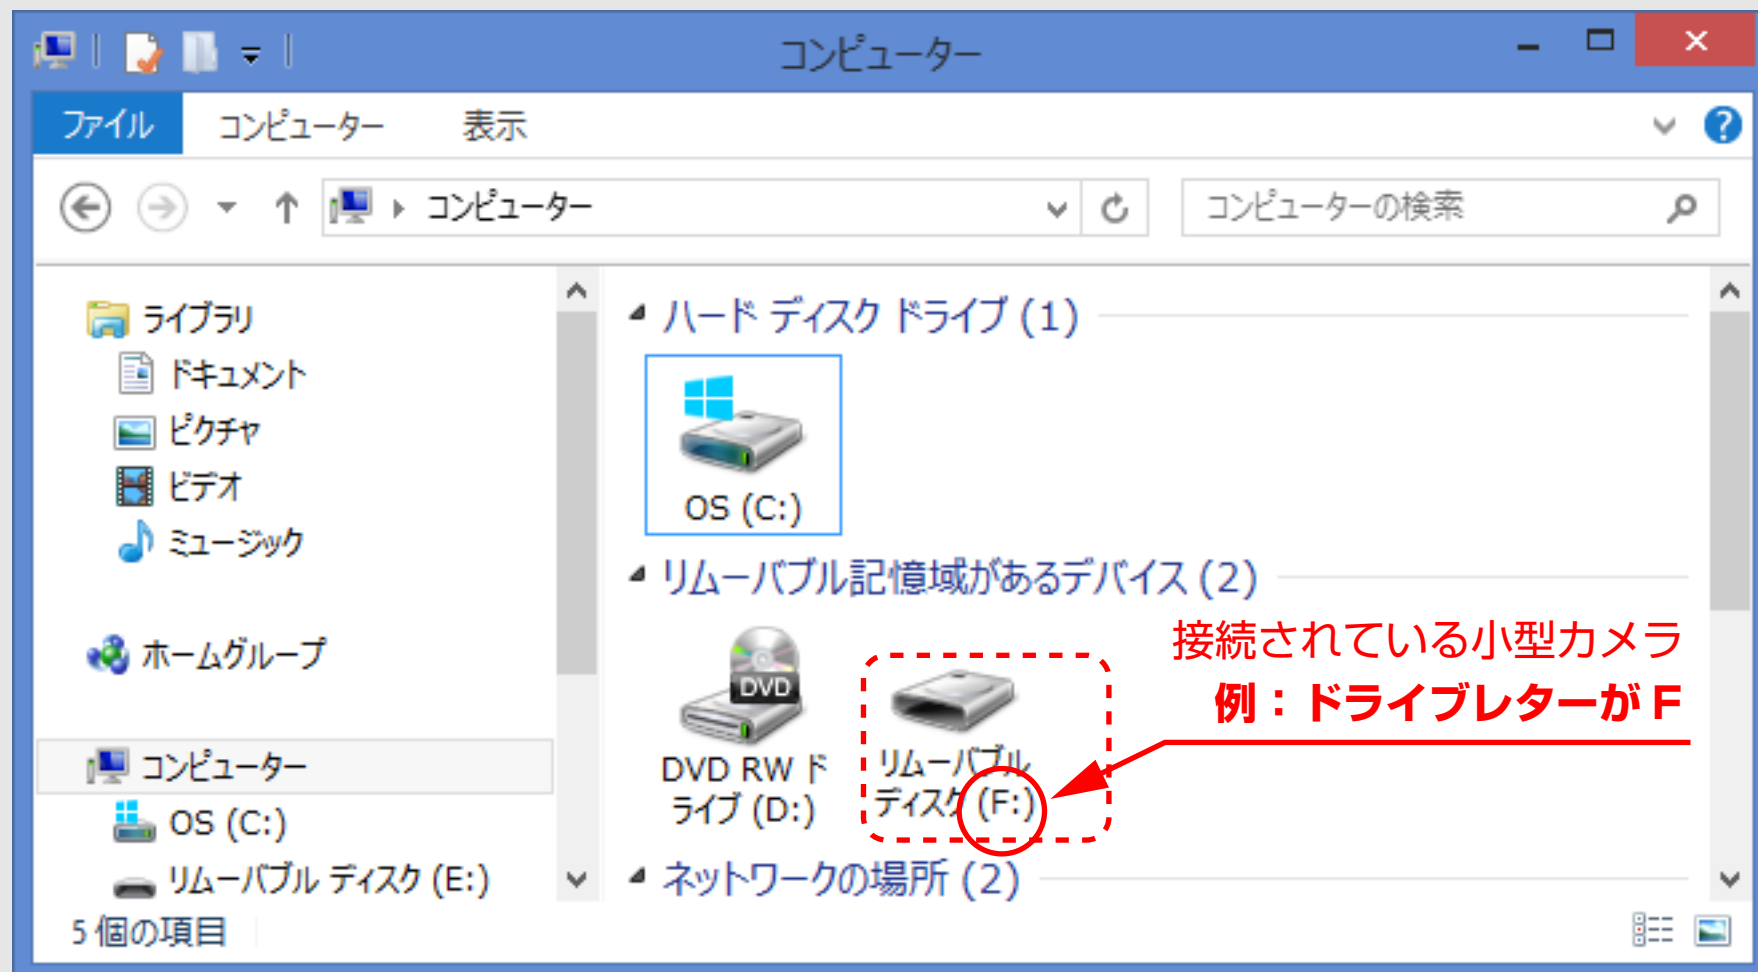 コンピューター
ファイル
コンピューター
表示
コンピューター
コンピューターの検索
ライブラリ
ドキュメント
ピクチャ
ビデオ
ミュージック
ホームグループ
コンピューター
OS (C:)
リムーバブル ディスク (E:)
ハード ディスク ドライブ (1)
OS (C:)
リムーバブル記憶域があるデバイス (2)
DVD
DVD RW ド
ライブ (D:)
リムーバブル
ディスク (F:)
接続されている小型カメラ
例：ドライブレターが F
ネットワークの場所 (2)
5 個の項目